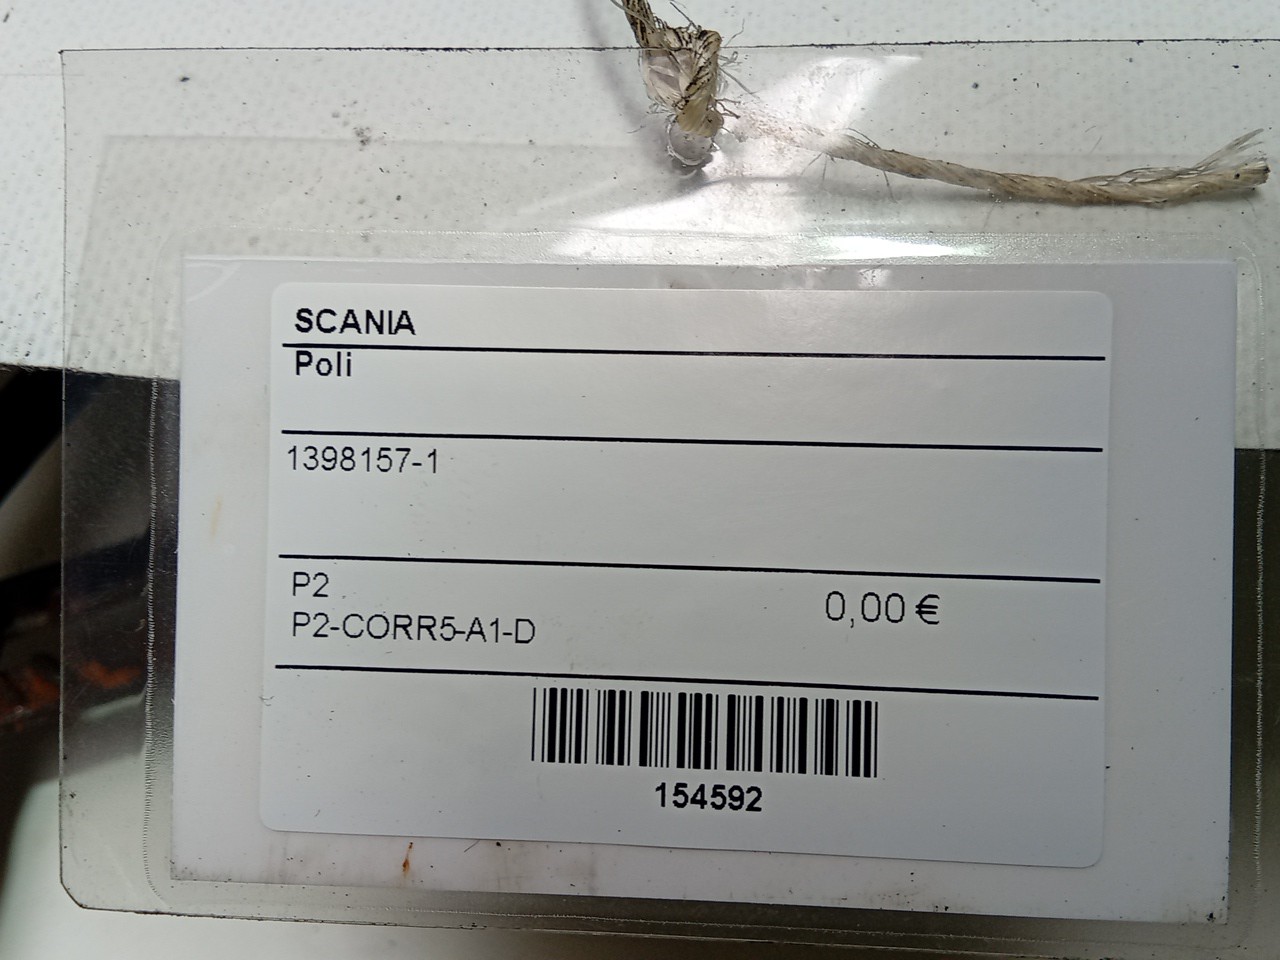 SCANIA
Poli
1398157-1
P2
0,00 €
P2-CORR5-A1-D
154592